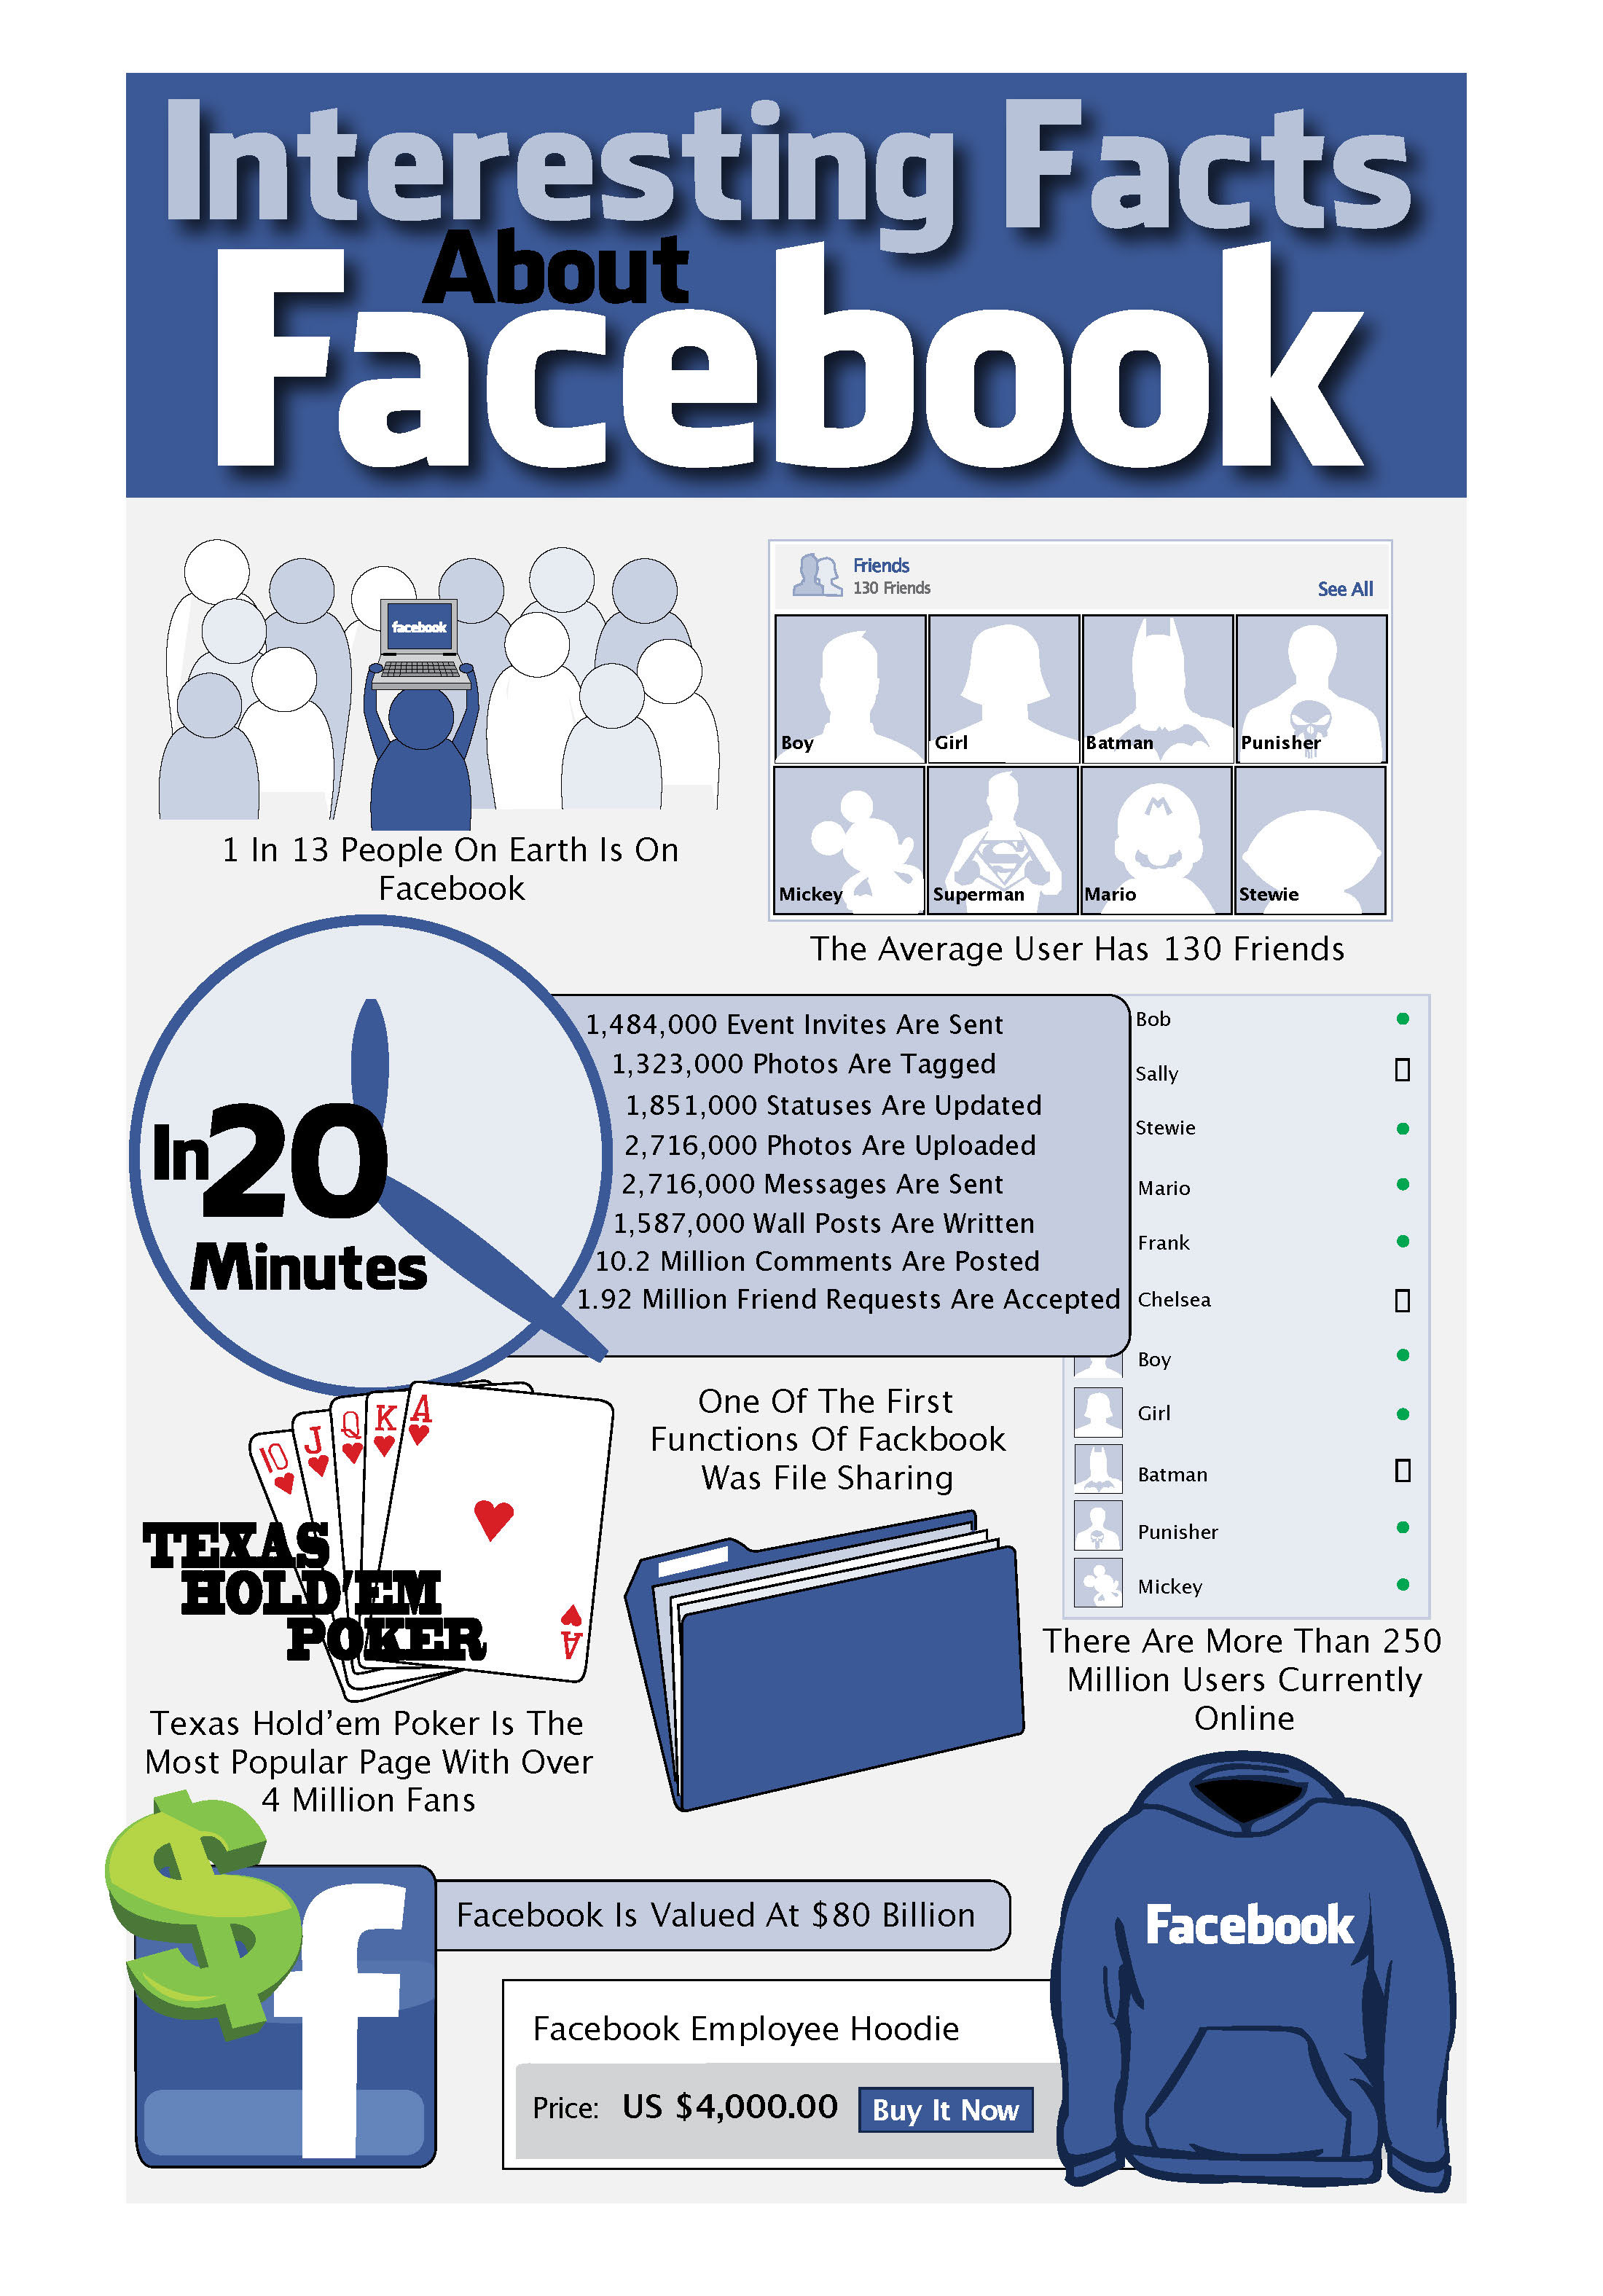 Interesting Facts
About
Facebook
facebook
1 In 13 People On Earth Is On
Facebook
Friends
130 Friends
See All
Boy
Girl
Batman
Punisher
Mickey
Superman
Mario
Stewie
The Average User Has 130 Friends
In 20
Minutes
1,484,000 Event Invites Are Sent
1,323,000 Photos Are Tagged
1,851,000 Statuses Are Updated
2,716,000 Photos Are Uploaded
2,716,000 Messages Are Sent
1,587,000 Wall Posts Are Written
10.2 Million Comments Are Posted
1.92 Million Friend Requests Are Accepted
Bob
Sally
Stewie
Mario
Frank
Chelsea
Boy
Girl
Batman
Punisher
Mickey
There Are More Than 250
Million Users Currently
Online
10
J
Q
K
A
A
TEXAS
HOLD'EM
POKER
Texas Hold’em Poker Is The
Most Popular Page With Over
4 Million Fans
One Of The First
Functions Of Fackbook
Was File Sharing
$
f
Facebook Is Valued At $80 Billion
Facebook Employee Hoodie
Price: US $4,000.00 Buy It Now
Facebook